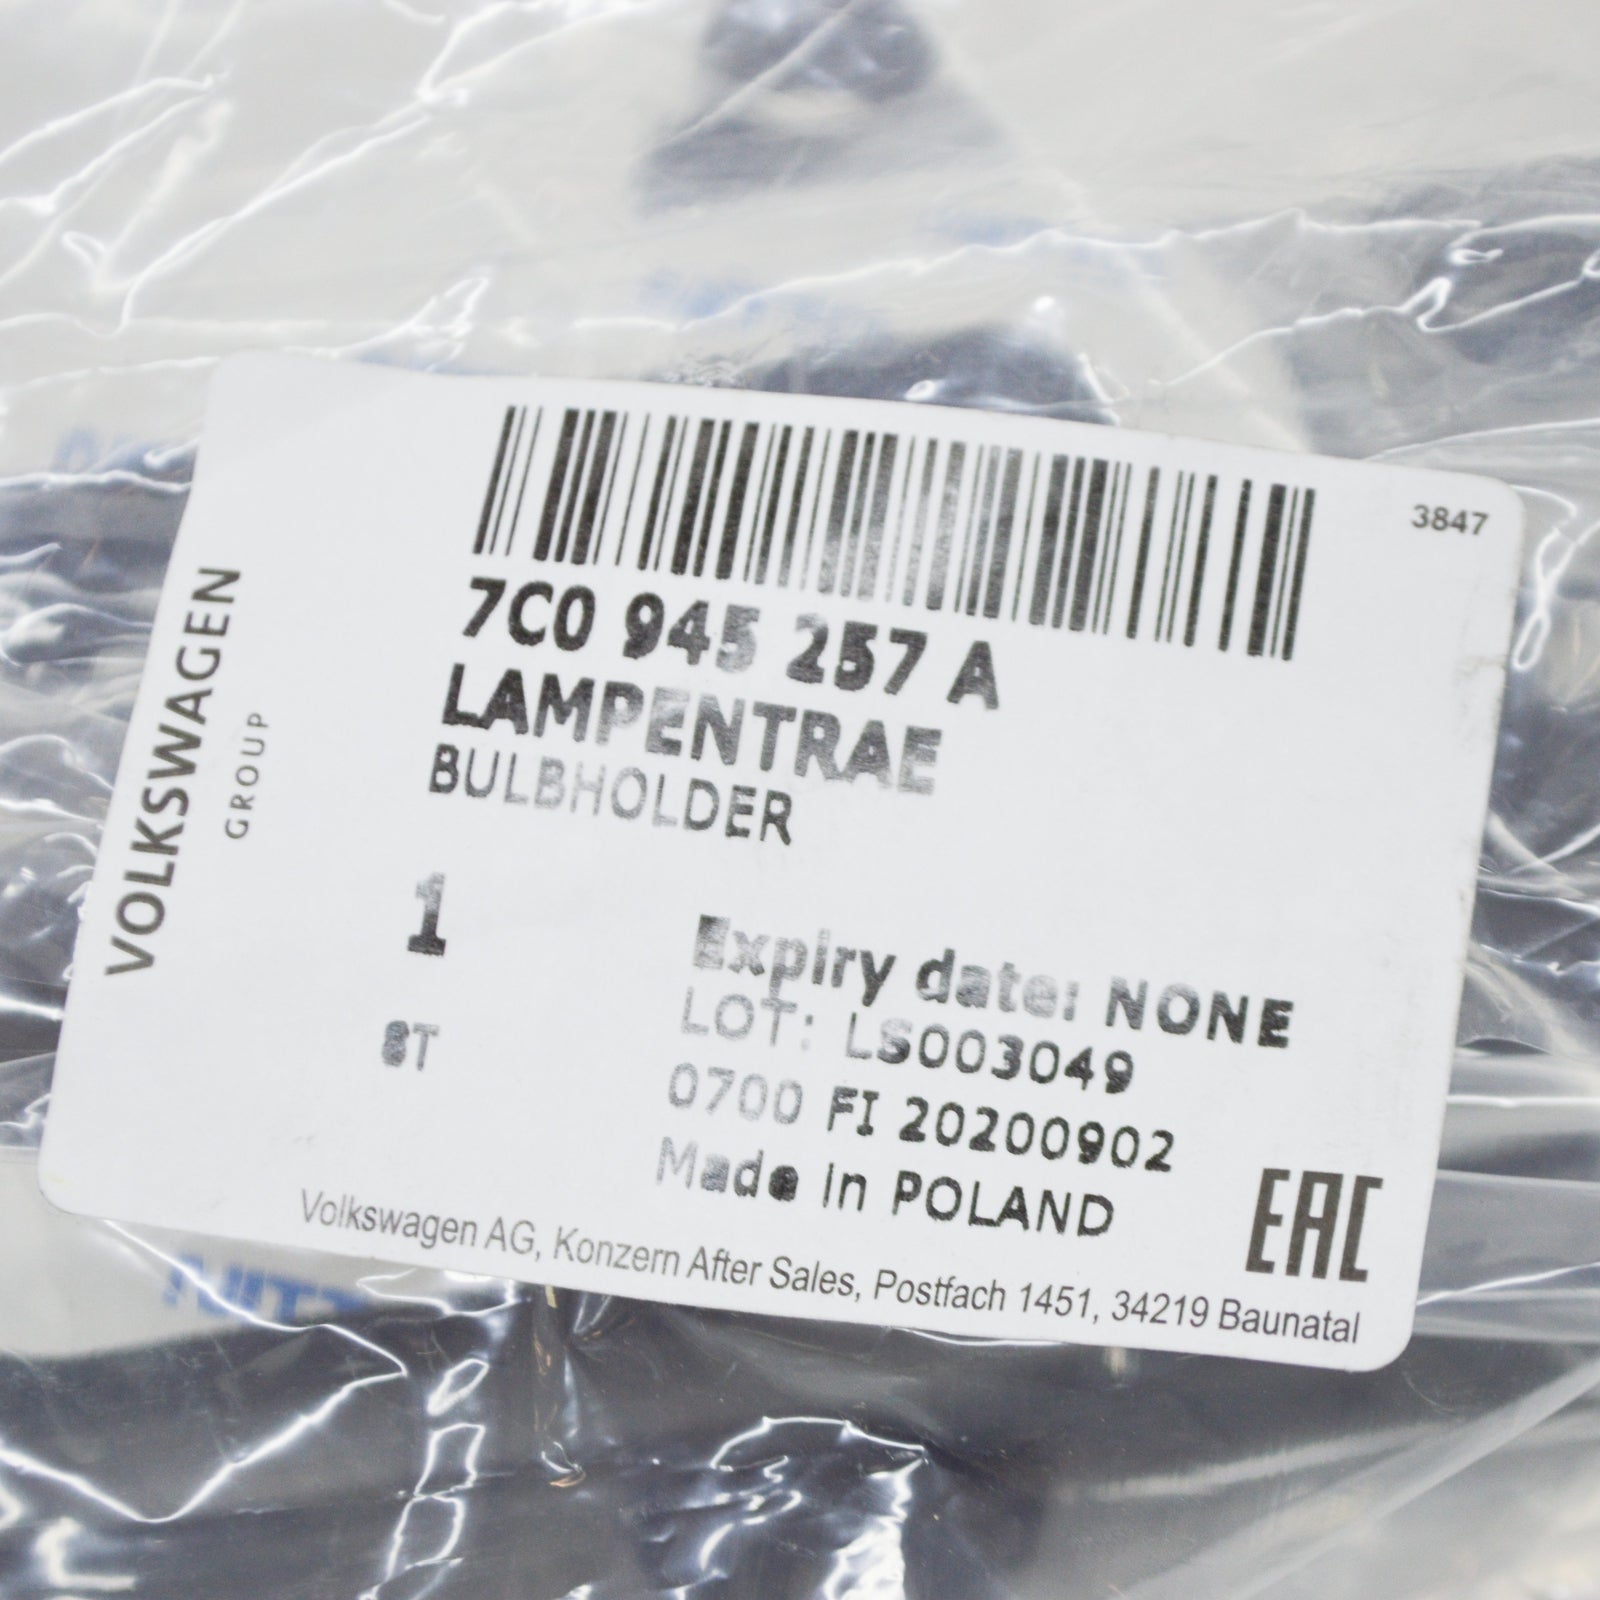 3847
VOLKSWAGEN
GROUP
7C0 945 257 A
LAMPENTRAE
BULBHOLDER
1
Expiry date: NONE
LOT: LS003049
ST
0700 FI 20200902
Made in POLAND
EAC
Volkswagen AG, Konzern After Sales, Postfach 1451, 34219 Baunatal